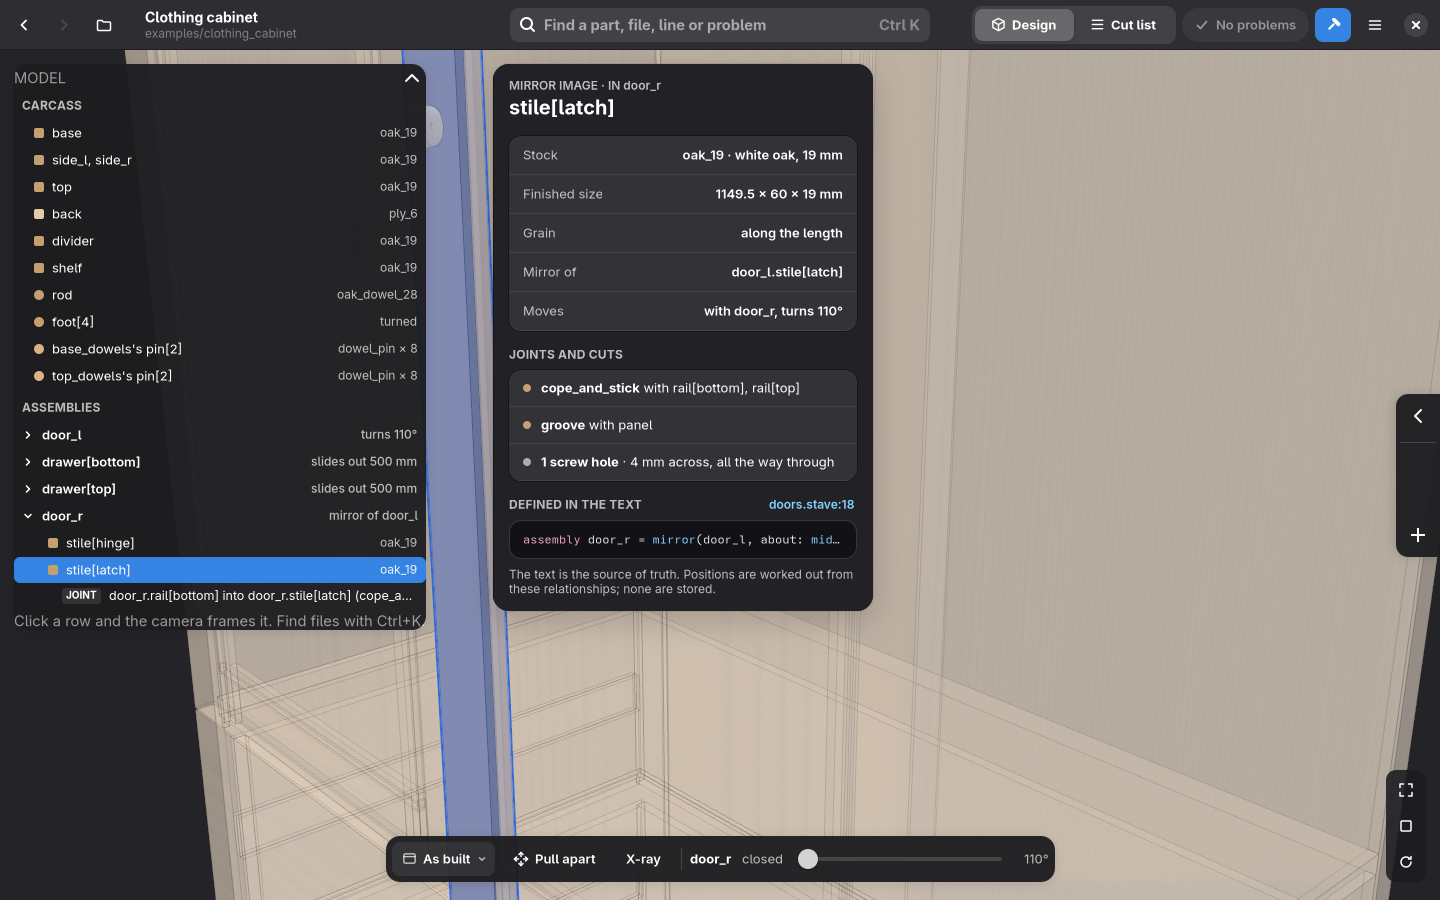 Clothing cabinet
examples/clothing_cabinet
Find a part, file, line or problem Ctrl K
Design
Cut list
No problems
MODEL
CARCASS
base oak_19
side_l, side_r oak_19
top oak_19
back ply_6
divider oak_19
shelf oak_19
rod oak_dowel_28
foot[4] turned
base_dowels's pin[2] dowel_pin × 8
top_dowels's pin[2] dowel_pin × 8
ASSEMBLIES
door_l turns 110°
drawer[bottom] slides out 500 mm
drawer[top] slides out 500 mm
door_r mirror of door_l
stile[hinge] oak_19
stile[latch] oak_19
JOINT door_r.rail[bottom] into door_r.stile[latch] (cope_a...
Click a row and the camera frames it. Find files with Ctrl+K.
MIRROR IMAGE · IN door_r
stile[latch]
Stock oak_19 · white oak, 19 mm
Finished size 1149.5 × 60 × 19 mm
Grain along the length
Mirror of door_l.stile[latch]
Moves with door_r, turns 110°
JOINTS AND CUTS
cope_and_stick with rail[bottom], rail[top]
groove with panel
1 screw hole · 4 mm across, all the way through
DEFINED IN THE TEXT doors.stave:18
assembly door_r = mirror(door_l, about: mid…
The text is the source of truth. Positions are worked out from
these relationships; none are stored.
As built
Pull apart
X-ray
door_r closed 110°